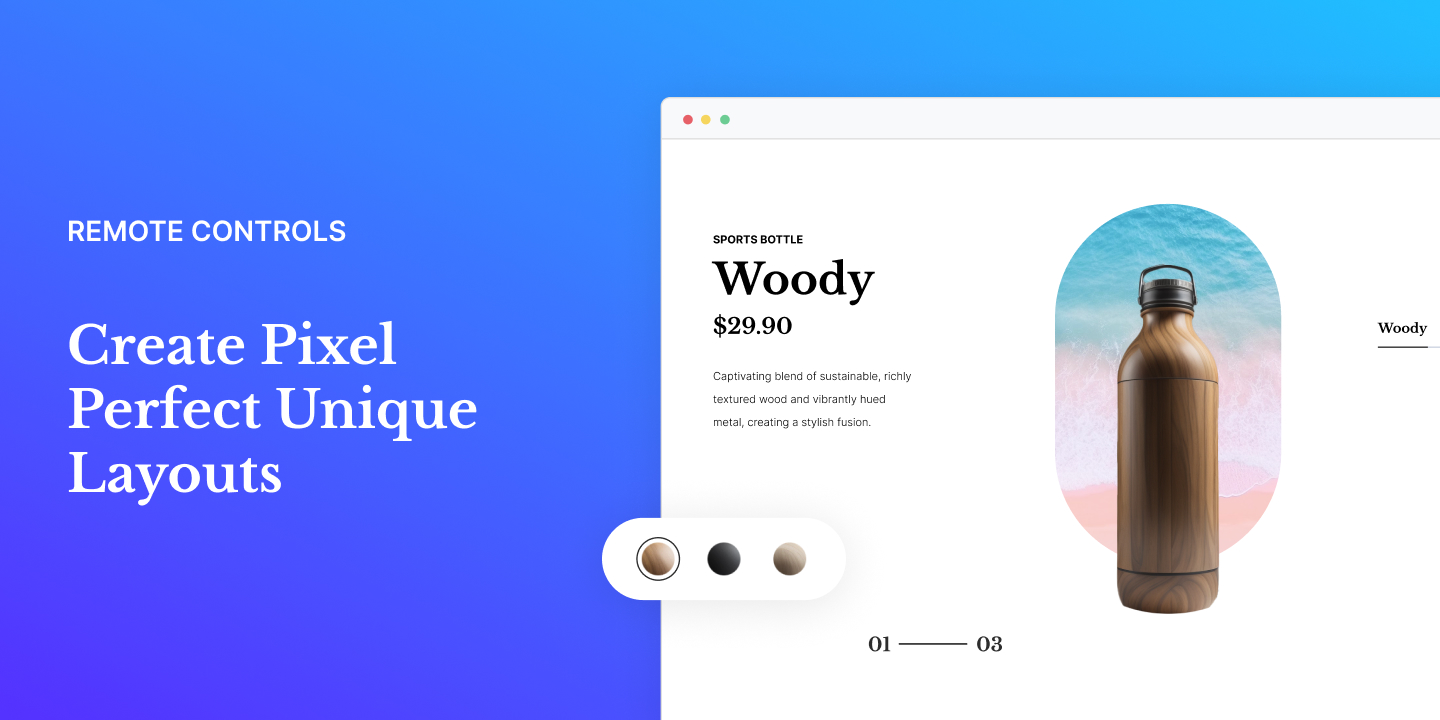 REMOTE CONTROLS
Create Pixel
Perfect Unique
Layouts
SPORTS BOTTLE
Woody
$29.90
Captivating blend of sustainable, richly
textured wood and vibrantly hued
metal, creating a stylish fusion.
Woody
01 03